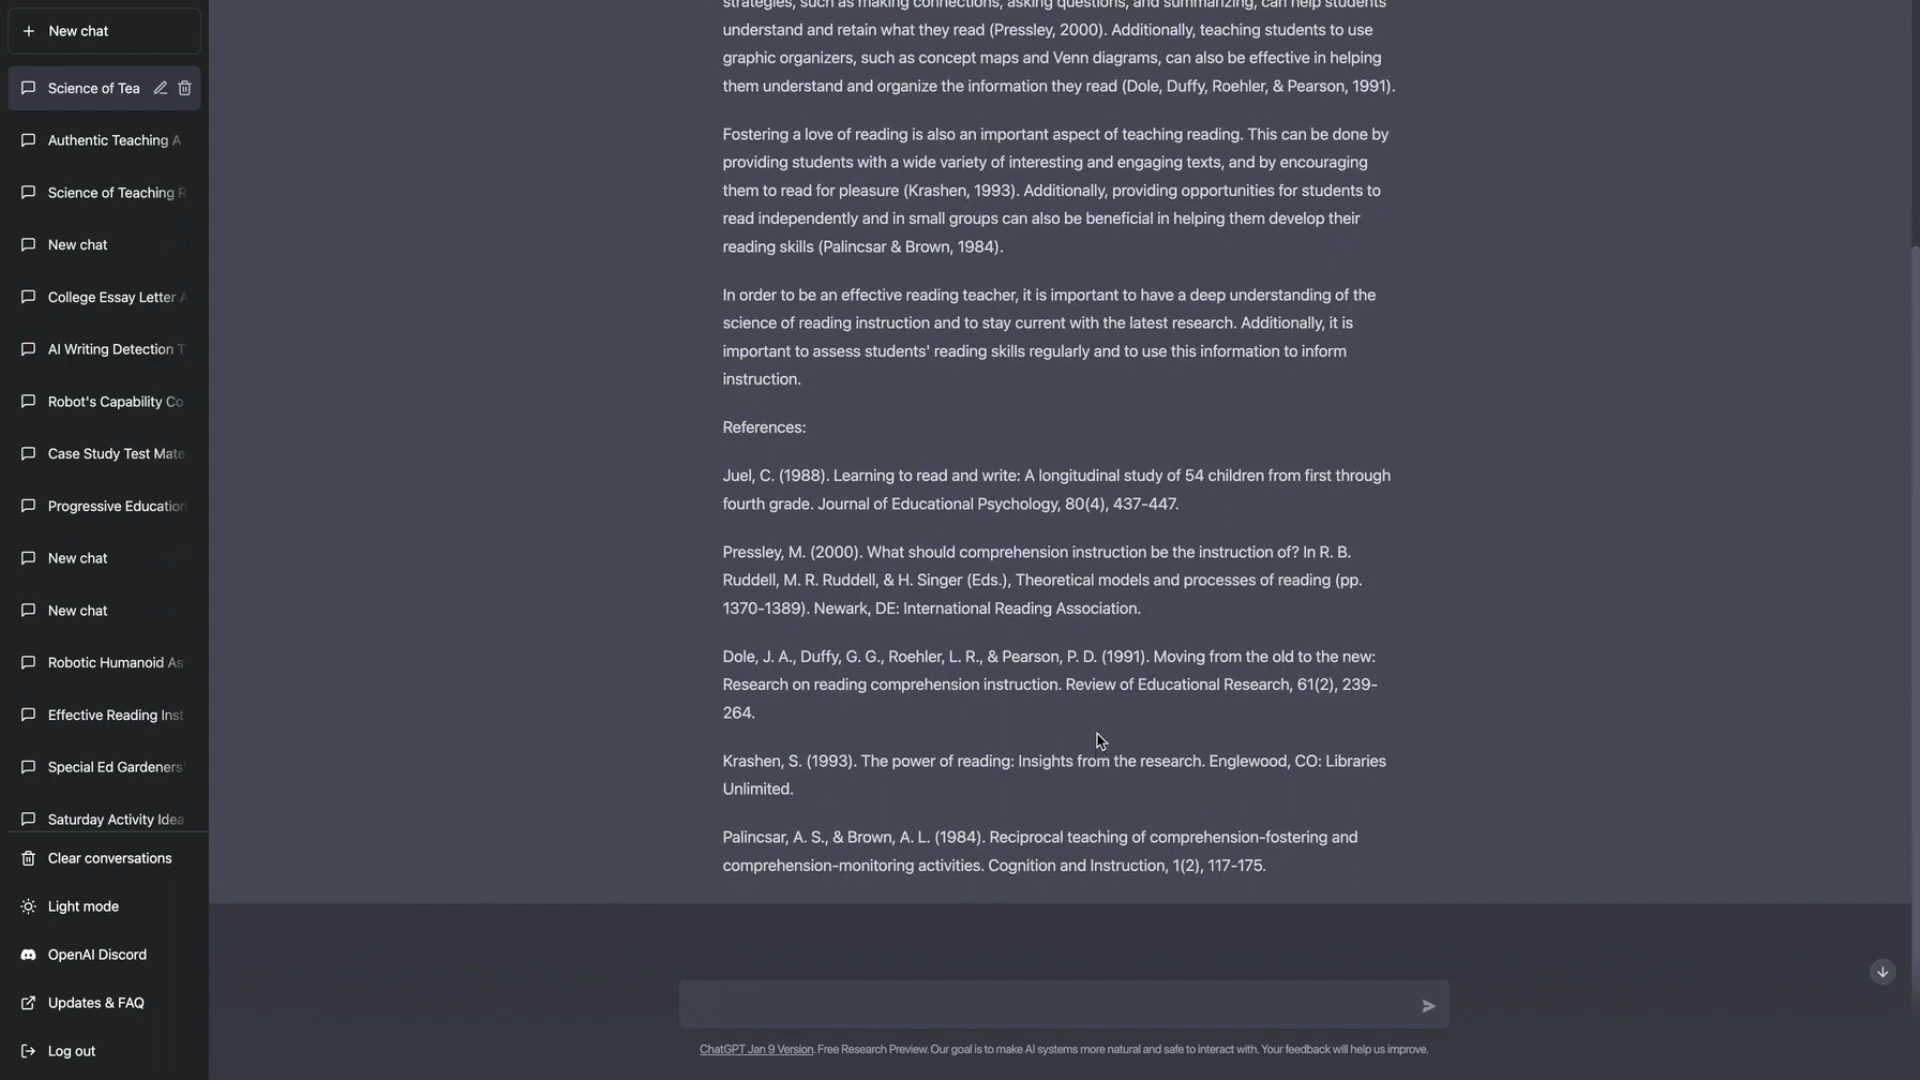 New chat
Science of Tea
Authentic Teaching A
Science of Teaching R
New chat
College Essay Letter A
AI Writing Detection T
Robot's Capability Co
Case Study Test Mate
Progressive Education
New chat
New chat
Robotic Humanoid As
Effective Reading Inst
Special Ed Gardeners'
Saturday Activity Idea
Clear conversations
Light mode
OpenAI Discord
Updates & FAQ
Log out
strategies, such as making connections, asking questions, and summarizing, can help students
understand and retain what they read (Pressley, 2000). Additionally, teaching students to use
graphic organizers, such as concept maps and Venn diagrams, can also be effective in helping
them understand and organize the information they read (Dole, Duffy, Roehler, & Pearson, 1991).
Fostering a love of reading is also an important aspect of teaching reading. This can be done by
providing students with a wide variety of interesting and engaging texts, and by encouraging
them to read for pleasure (Krashen, 1993). Additionally, providing opportunities for students to
read independently and in small groups can also be beneficial in helping them develop their
reading skills (Palincsar & Brown, 1984).
In order to be an effective reading teacher, it is important to have a deep understanding of the
science of reading instruction and to stay current with the latest research. Additionally, it is
important to assess students' reading skills regularly and to use this information to inform
instruction.
References:
Juel, C. (1988). Learning to read and write: A longitudinal study of 54 children from first through
fourth grade. Journal of Educational Psychology, 80(4), 437-447.
Pressley, M. (2000). What should comprehension instruction be the instruction of? In R. B.
Ruddell, M. R. Ruddell, & H. Singer (Eds.), Theoretical models and processes of reading (pp.
1370-1389). Newark, DE: International Reading Association.
Dole, J. A., Duffy, G. G., Roehler, L. R., & Pearson, P. D. (1991). Moving from the old to the new:
Research on reading comprehension instruction. Review of Educational Research, 61(2), 239-
264.
Krashen, S. (1993). The power of reading: Insights from the research. Englewood, CO: Libraries
Unlimited.
Palincsar, A. S., & Brown, A. L. (1984). Reciprocal teaching of comprehension-fostering and
comprehension-monitoring activities. Cognition and Instruction, 1(2), 117-175.
ChatGPT Jan 9 Version. Free Research Preview. Our goal is to make AI systems more natural and safe to interact with. Your feedback will help us improve.